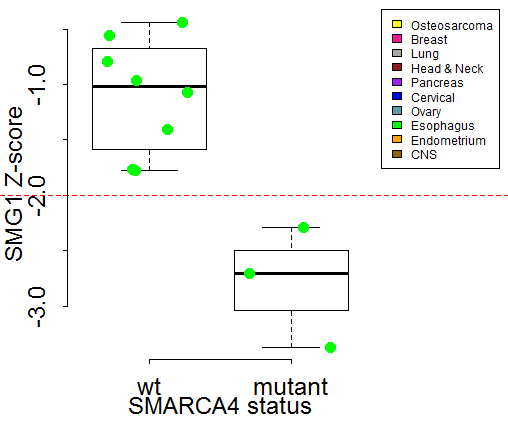 Osteosarcoma
Breast
Lung
Head & Neck
Pancreas
Cervical
Ovary
Esophagus
Endometrium
CNS
SMG1 Z-score
-1.0
-2.0
-3.0
wt mutant
SMARCA4 status